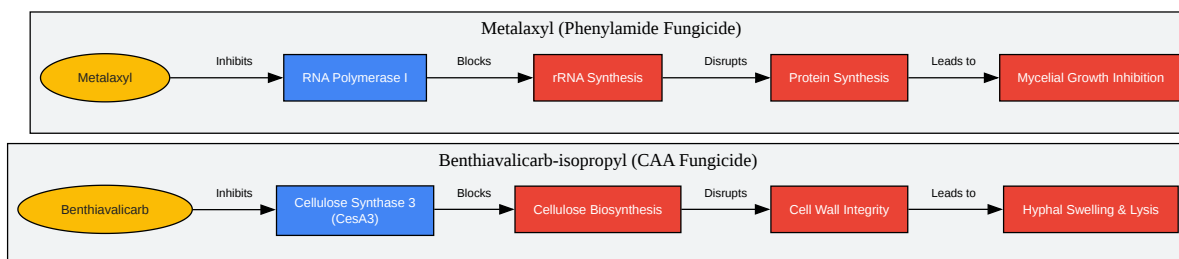 Metalaxyl (Phenylamide Fungicide)
Metalaxyl
Inhibits
RNA Polymerase I
Blocks
rRNA Synthesis
Disrupts
Protein Synthesis
Leads to
Mycelial Growth Inhibition
Benthiavalicarb-isopropyl (CAA Fungicide)
Benthiavalicarb
Inhibits
Cellulose Synthase 3
(CesA3)
Blocks
Cellulose Biosynthesis
Disrupts
Cell Wall Integrity
Leads to
Hyphal Swelling & Lysis